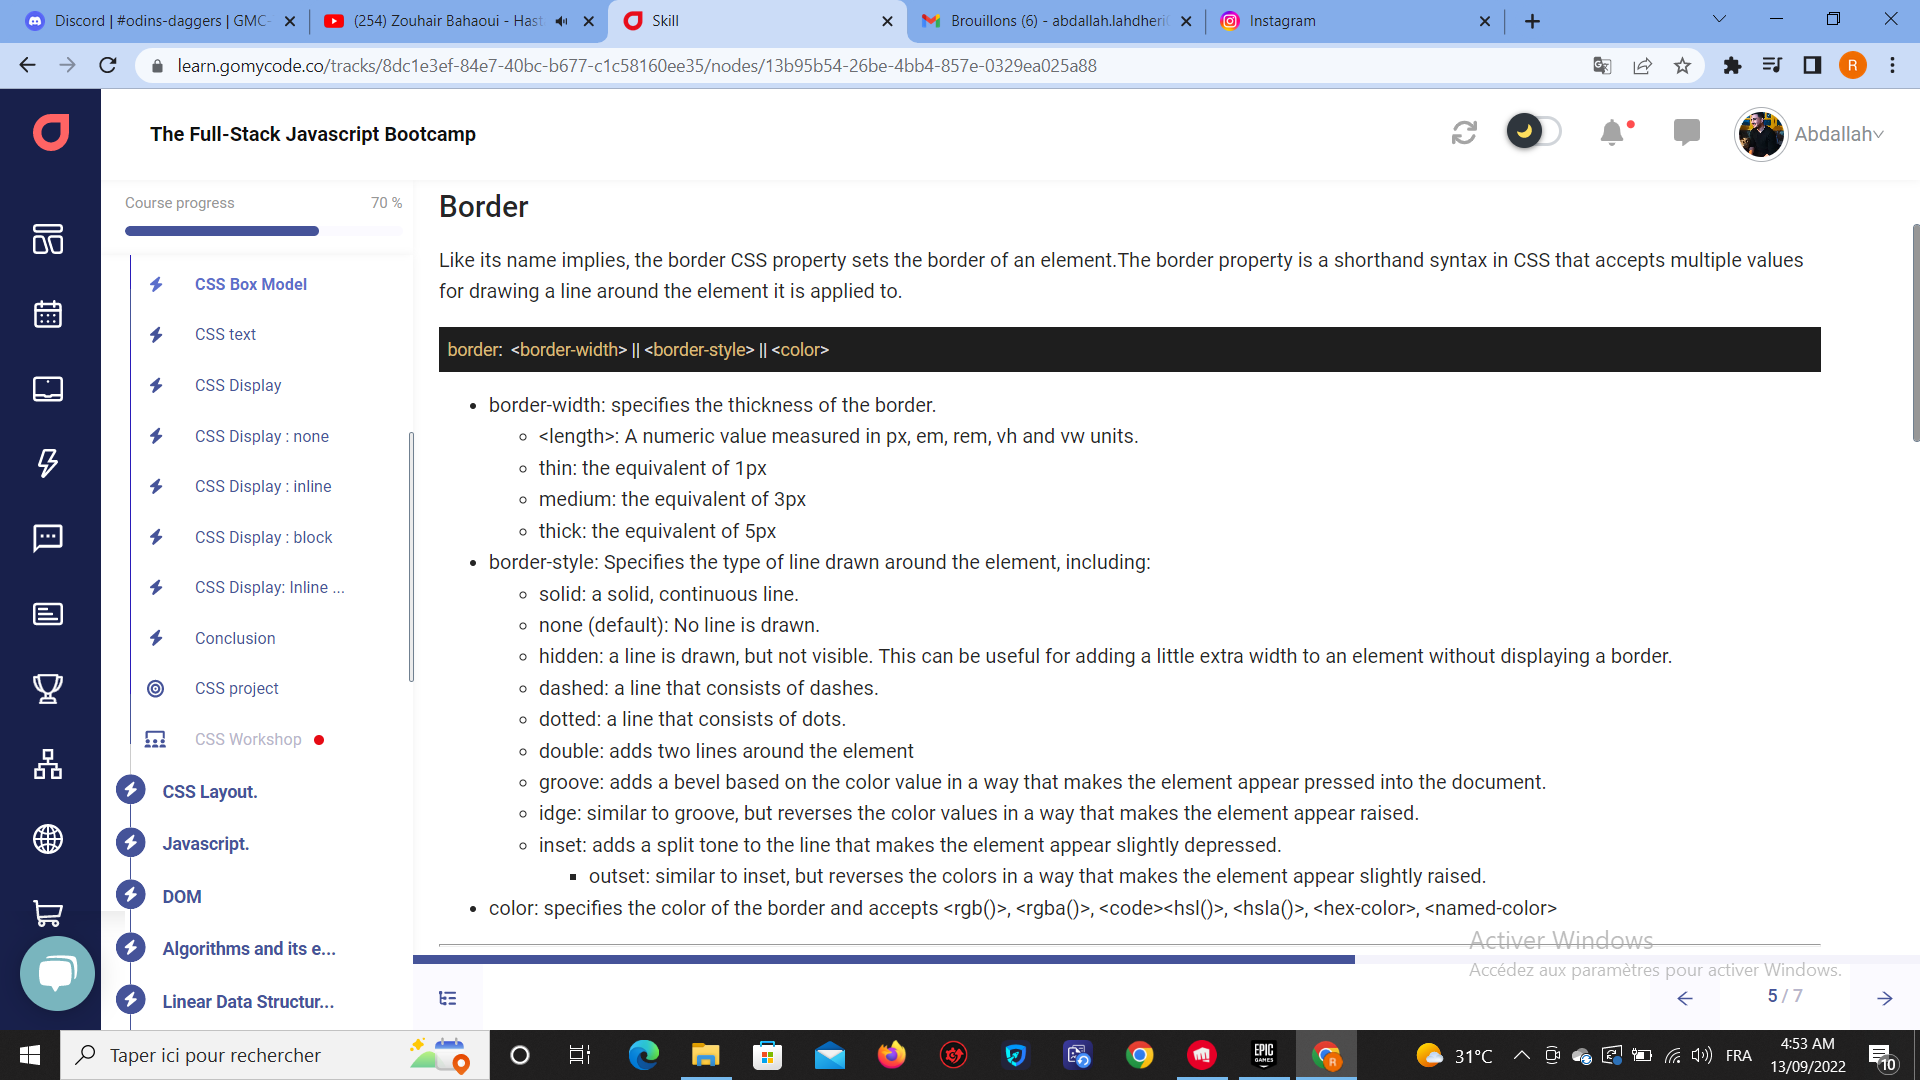 Discord | #odins-daggers | GMC-
(254) Zouhair Bahaoui - Hast
Skill
Brouillons (6) - abdallah.lahdheri
Instagram
learn.gomycode.co/tracks/8dc1e3ef-84e7-40bc-b677-c1c58160ee35/nodes/13b95b54-26be-4bb4-857e-0329ea025a88
R
The Full-Stack Javascript Bootcamp
Abdallah
Course progress 70 %
CSS Box Model
CSS text
CSS Display
CSS Display : none
CSS Display : inline
CSS Display : block
CSS Display: Inline ...
Conclusion
CSS project
CSS Workshop
CSS Layout.
Javascript.
DOM
Algorithms and its e...
Linear Data Structur...
Border
Like its name implies, the border CSS property sets the border of an element.The border property is a shorthand syntax in CSS that accepts multiple values
for drawing a line around the element it is applied to.
border: <border-width> || <border-style> || <color>
border-width: specifies the thickness of the border.
<length>: A numeric value measured in px, em, rem, vh and vw units.
thin: the equivalent of 1px
medium: the equivalent of 3px
thick: the equivalent of 5px
border-style: Specifies the type of line drawn around the element, including:
solid: a solid, continuous line.
none (default): No line is drawn.
hidden: a line is drawn, but not visible. This can be useful for adding a little extra width to an element without displaying a border.
dashed: a line that consists of dashes.
dotted: a line that consists of dots.
double: adds two lines around the element
groove: adds a bevel based on the color value in a way that makes the element appear pressed into the document.
idge: similar to groove, but reverses the color values in a way that makes the element appear raised.
inset: adds a split tone to the line that makes the element appear slightly depressed.
outset: similar to inset, but reverses the colors in a way that makes the element appear slightly raised.
color: specifies the color of the border and accepts <rgb()>, <rgba()>, <code><hsl()>, <hsla()>, <hex-color>, <named-color>
Activer Windows
Accédez aux paramètres pour activer Windows.
5 / 7
Taper ici pour rechercher
EPIC
GAMES
R
31°C
FRA
4:53 AM
13/09/2022
10